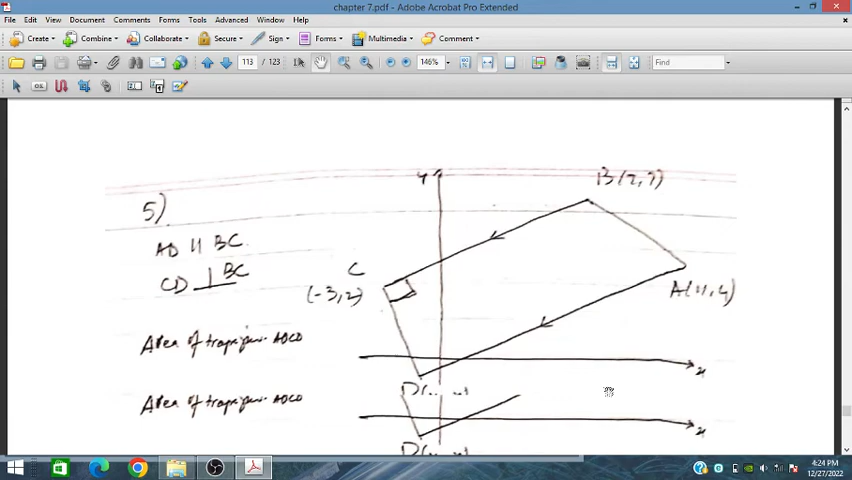 chapter 7.pdf - Adobe Acrobat Pro Extended
File Edit View Document Comments Forms Tools Advanced Window Help
Create Combine Collaborate Secure Sign Forms Multimedia Comment
113 / 123 146% Find
y B(7,7)
5)
AD || BC
CD ⊥ BC
C
(-3,2) A(11,4)
Area of trapezium ABCD
x
D(
Area of trapezium ABCD
x
D(
4:24 PM
12/27/2022